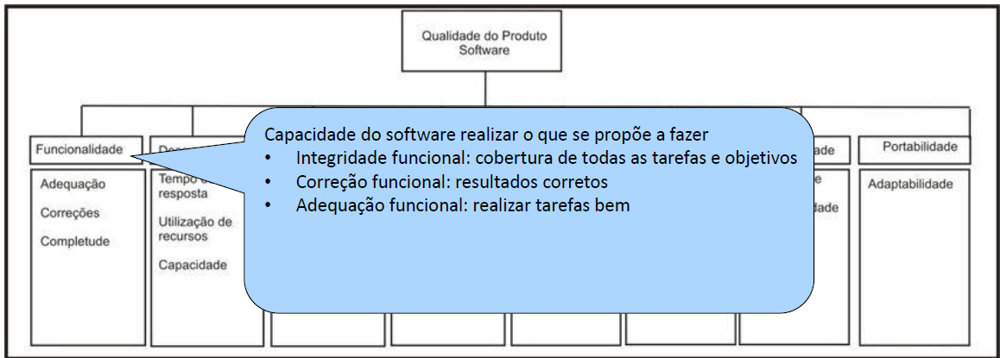 Qualidade do Produto
Software
Capacidade do software realizar o que se propõe a fazer
• Integridade funcional: cobertura de todas as tarefas e objetivos
• Correção funcional: resultados corretos
• Adequação funcional: realizar tarefas bem
Funcionalidade
Adequação
Correções
Completude
Tempo
resposta
Utilização de
recursos
Capacidade
Portabilidade
Adaptabilidade